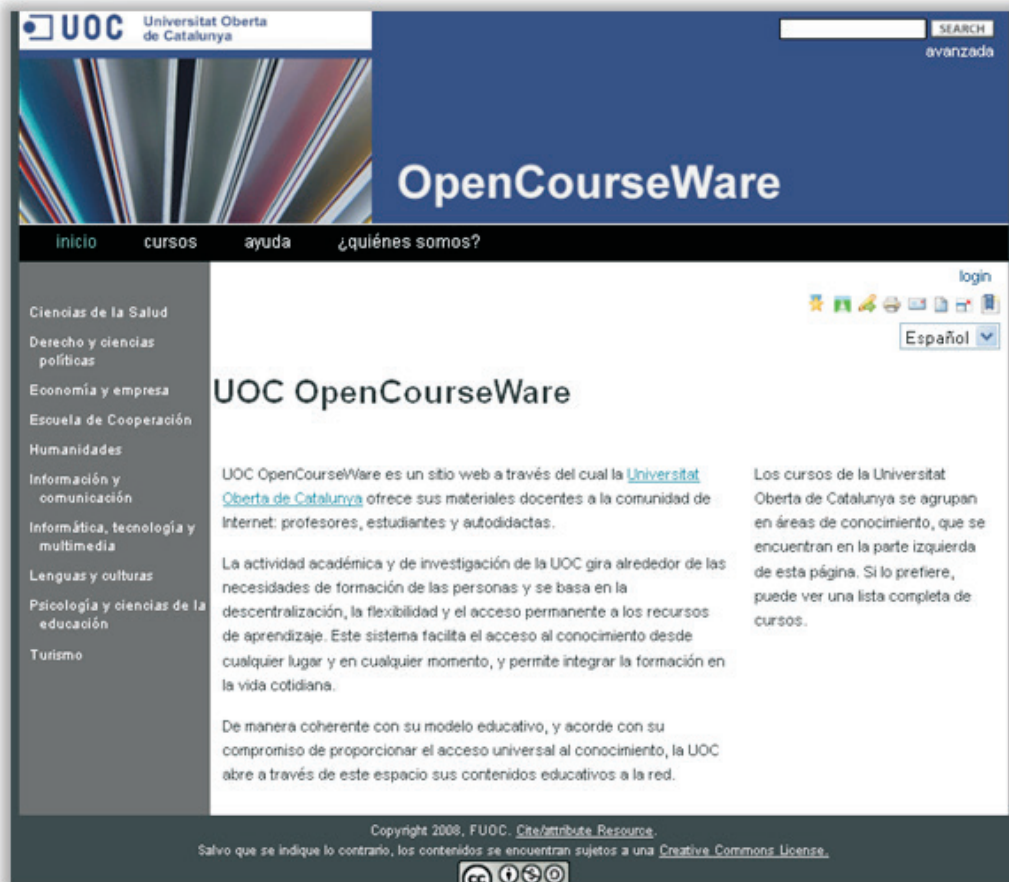 UOC
Universitat Oberta
de Catalunya
SEARCH
avanzada
OpenCourseWare
inicio cursos ayuda ¿quiénes somos?
login
Español
Ciencias de la Salud
Derecho y ciencias
políticas
Economía y empresa
Escuela de Cooperación
Humanidades
Información y
comunicación
Informática, tecnología y
multimedia
Lenguas y culturas
Psicología y ciencias de la
educación
Turismo
UOC OpenCourseWare
UOC OpenCourseWare es un sitio web a través del cual la Universitat
Oberta de Catalunya ofrece sus materiales docentes a la comunidad de
Internet: profesores, estudiantes y autodidactas.
La actividad académica y de investigación de la UOC gira alrededor de las
necesidades de formación de las personas y se basa en la
descentralización, la flexibilidad y el acceso permanente a los recursos
de aprendizaje. Este sistema facilita el acceso al conocimiento desde
cualquier lugar y en cualquier momento, y permite integrar la formación en
la vida cotidiana.
De manera coherente con su modelo educativo, y acorde con su
compromiso de proporcionar el acceso universal al conocimiento, la UOC
abre a través de este espacio sus contenidos educativos a la red.
Los cursos de la Universitat
Oberta de Catalunya se agrupan
en áreas de conocimiento, que se
encuentran en la parte izquierda
de esta página. Si lo prefiere,
puede ver una lista completa de
cursos.
Copyright 2008, FUOC. Cite/attribute Resource.
Salvo que se indique lo contrario, los contenidos se encuentran sujetos a una Creative Commons License.
cc